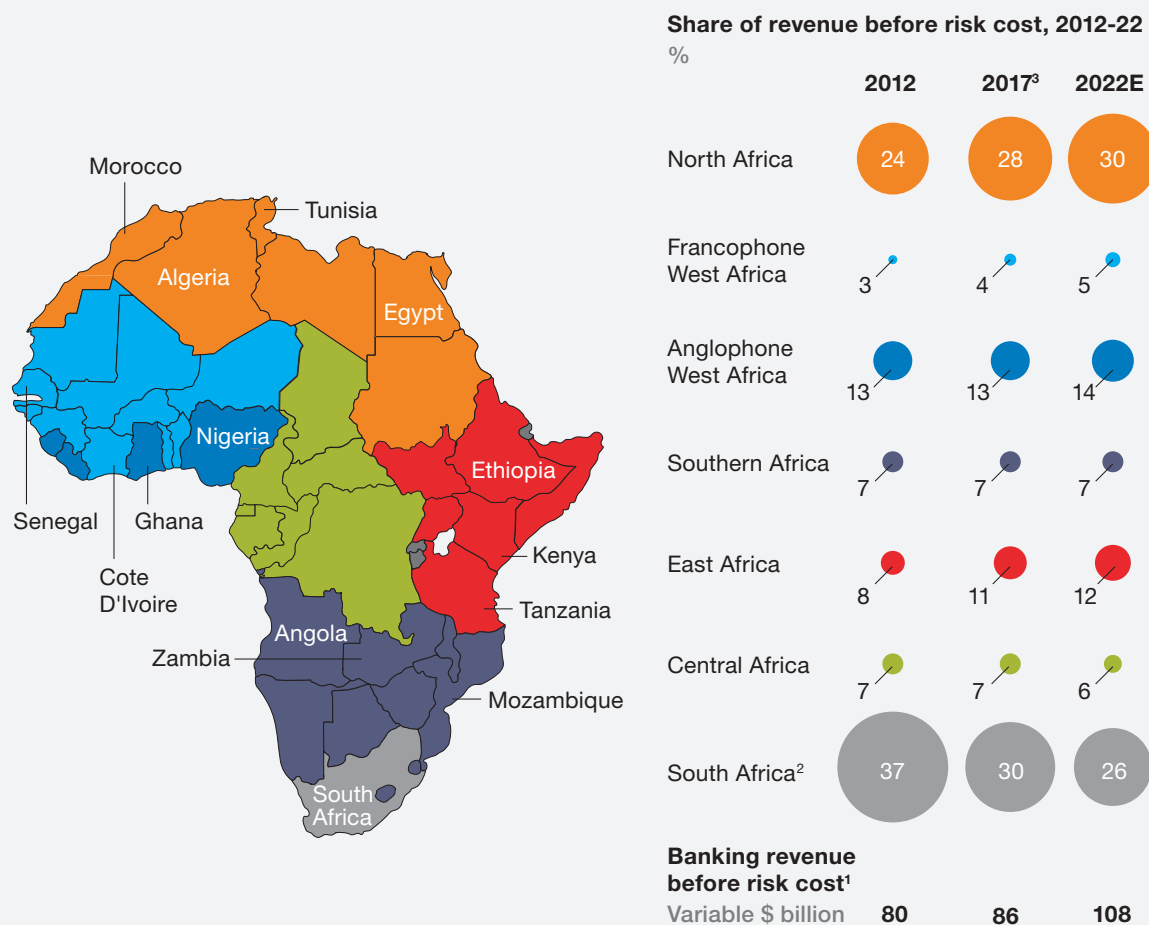 Share of revenue before risk cost, 2012-22
%
2012 2017³ 2022E
North Africa 24 28 30
Francophone
West Africa
3 4 5
Anglophone
West Africa
13 13 14
Southern Africa
7 7 7
East Africa
8 11 12
Central Africa
7 7 6
South Africa² 37 30 26
Banking revenue
before risk cost¹
Variable $ billion 80 86 108
Morocco
Tunisia
Algeria
Egypt
Nigeria
Ethiopia
Senegal
Ghana
Kenya
Cote
D'Ivoire
Tanzania
Angola
Zambia
Mozambique
South
Africa